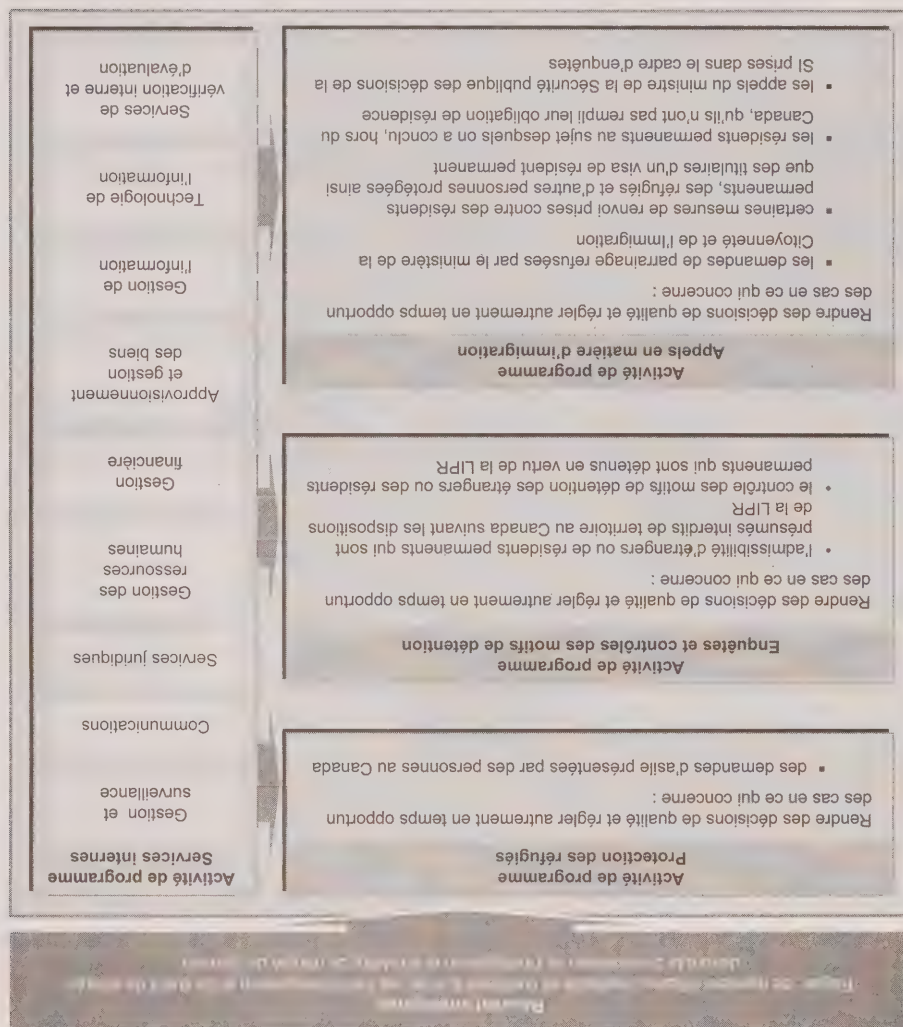 Résultat stratégique
Activité de programme
Protection des réfugiés
Rendre des décisions de qualité et régler autrement en temps opportun
des cas en ce qui concerne :
▪ des demandes d'asile présentées par des personnes au Canada
Activité de programme
Enquêtes et contrôles des motifs de détention
Rendre des décisions de qualité et régler autrement en temps opportun
des cas en ce qui concerne :
• l'admissibilité d'étrangers ou de résidents permanents qui sont
présumés interdits de territoire au Canada suivant les dispositions
de la LIPR
• le contrôle des motifs de détention des étrangers ou des résidents
permanents qui sont détenus en vertu de la LIPR
Activité de programme
Appels en matière d'immigration
Rendre des décisions de qualité et régler autrement en temps opportun
des cas en ce qui concerne :
▪ les demandes de parrainage refusées par le ministère de la
Citoyenneté et de l'Immigration
▪ certaines mesures de renvoi prises contre des résidents
permanents, des réfugiés et d'autres personnes protégées ainsi
que des titulaires d'un visa de résident permanent
▪ les résidents permanents au sujet desquels on a conclu, hors du
Canada, qu'ils n'ont pas rempli leur obligation de résidence
▪ les appels du ministre de la Sécurité publique des décisions de la
SI prises dans le cadre d'enquêtes
Activité de programme
Services internes
Gestion et
surveillance
Communications
Services juridiques
Gestion des
ressources
humaines
Gestion
financière
Approvisionnement
et gestion
des biens
Gestion de
l'information
Technologie de
l'information
Services de
vérification interne et
d'évaluation